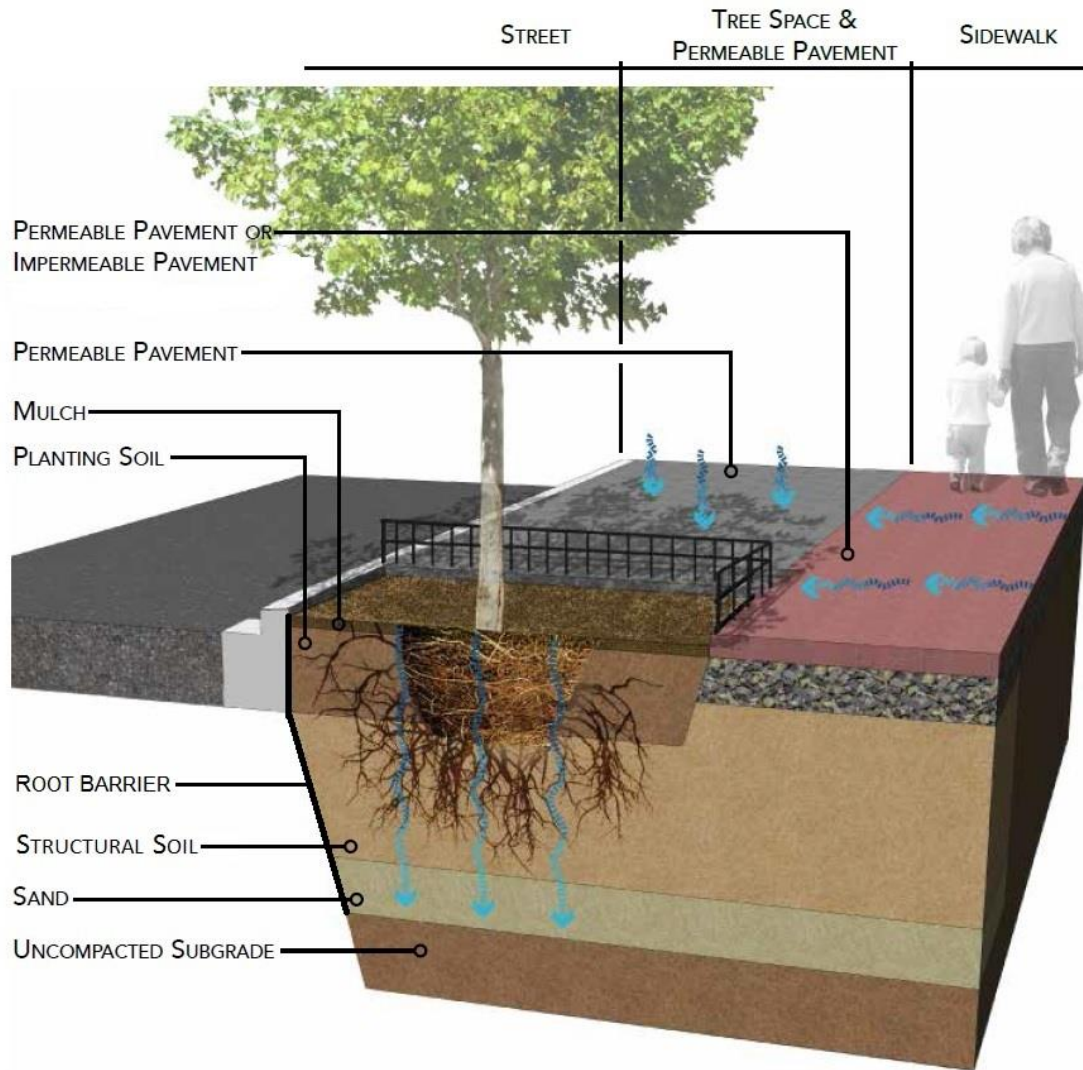 STREET
TREE SPACE &
PERMEABLE PAVEMENT
SIDEWALK
PERMEABLE PAVEMENT OR
IMPERMEABLE PAVEMENT
PERMEABLE PAVEMENT
MULCH
PLANTING SOIL
ROOT BARRIER
STRUCTURAL SOIL
SAND
UNCOMPACTED SUBGRADE